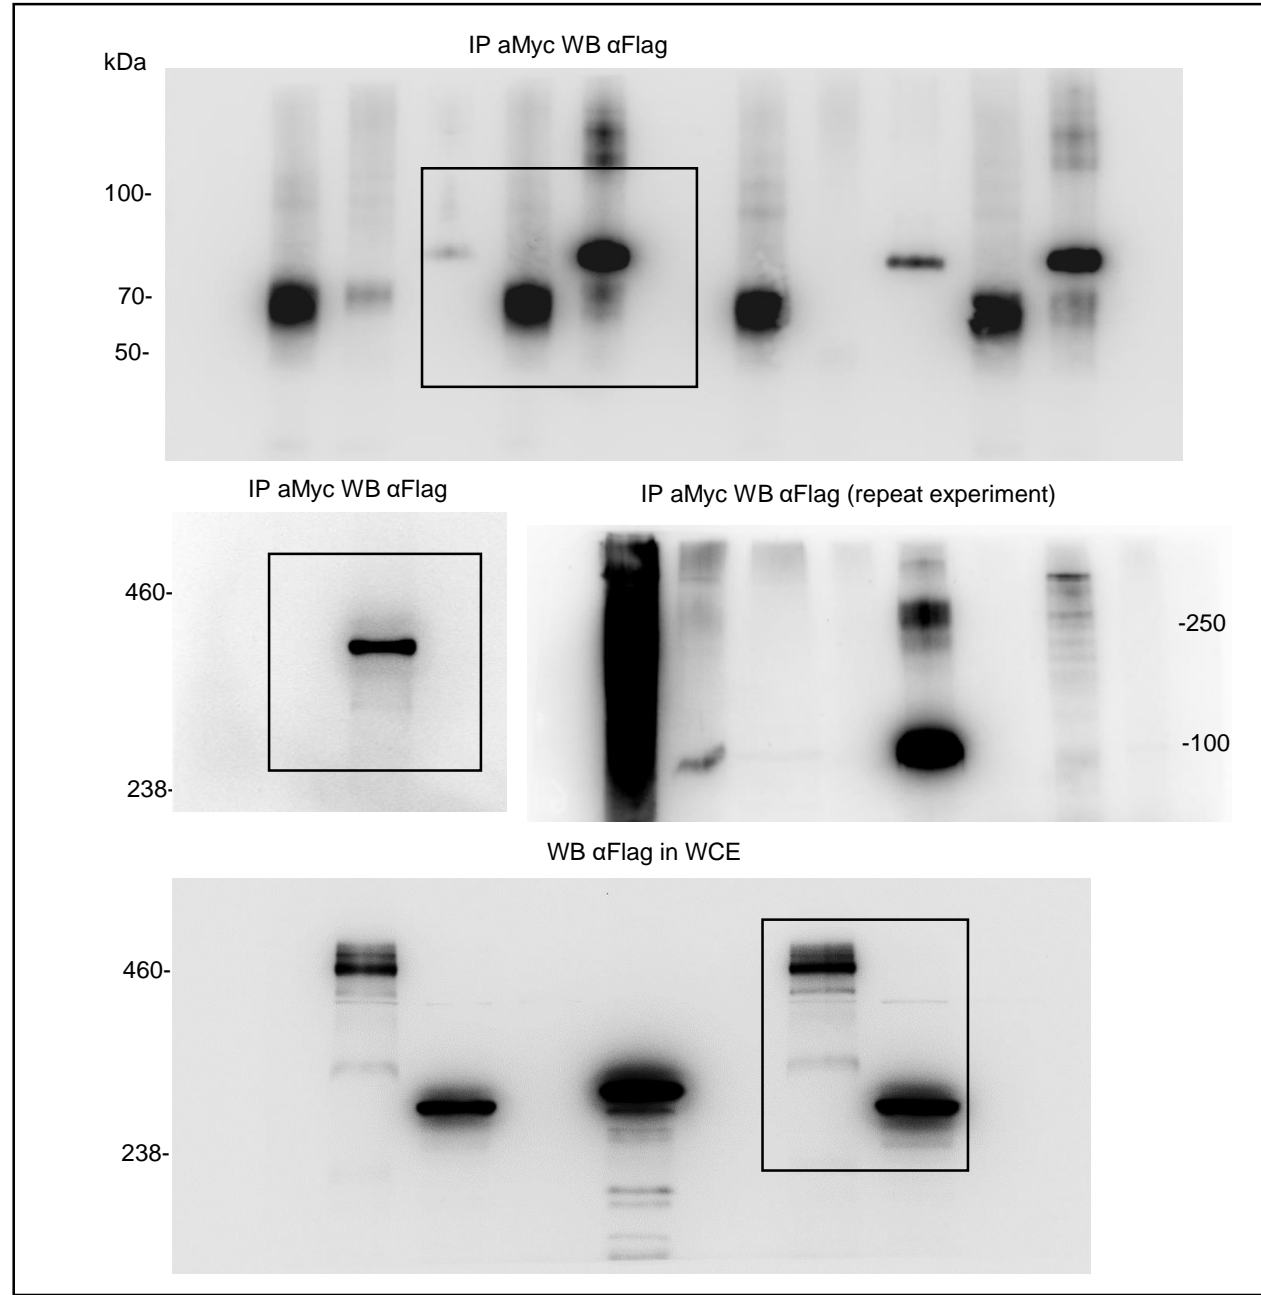 IP aMyc WB αFlag
kDa
100-
70-
50-
IP aMyc WB αFlag
IP aMyc WB αFlag (repeat experiment)
460-
-250
-100
238-
WB αFlag in WCE
460-
238-